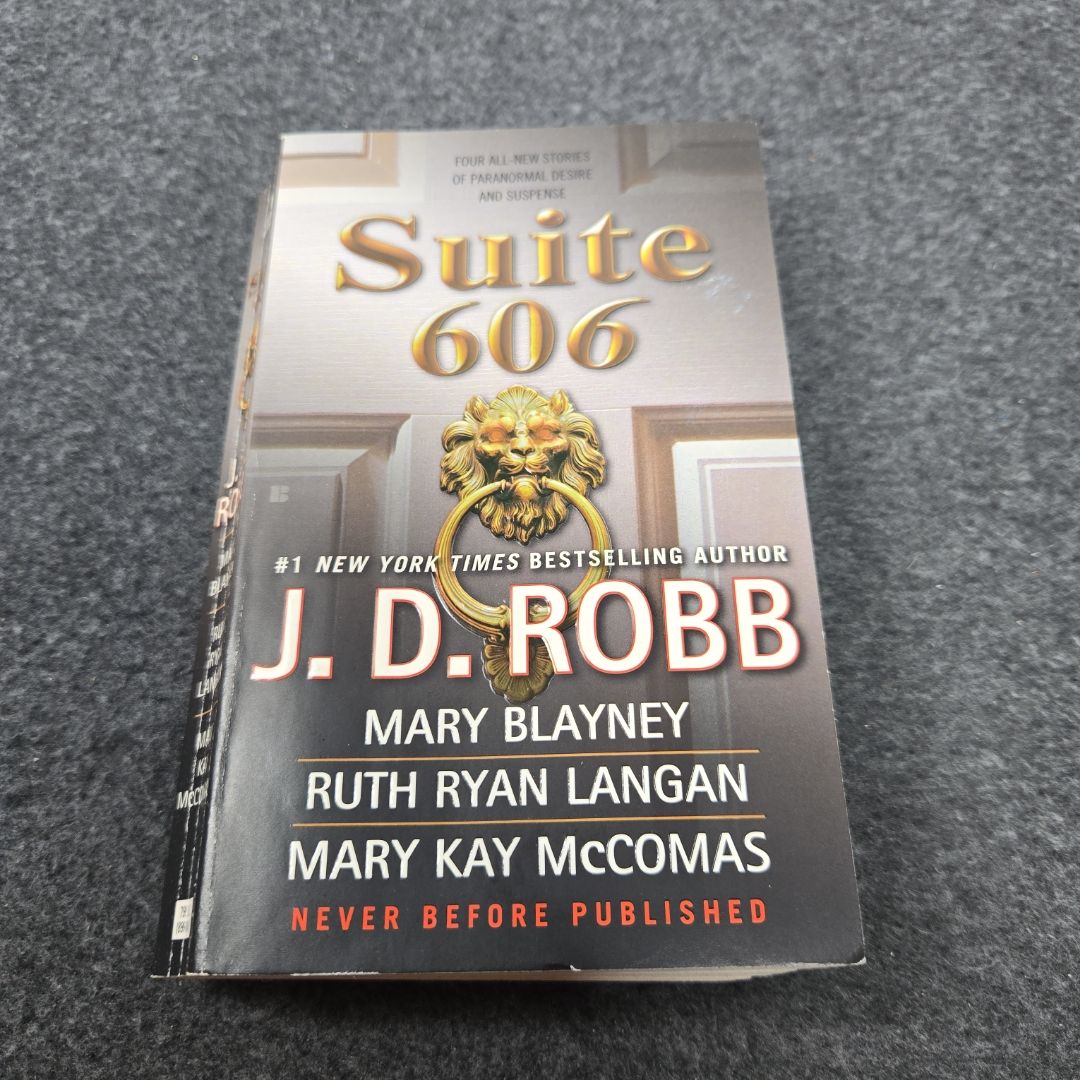 FOUR ALL-NEW STORIES
OF PARANORMAL DESIRE
AND SUSPENSE
Suite
606
B
#1 NEW YORK TIMES BESTSELLING AUTHOR
J. D. ROBB
MARY BLAYNEY
RUTH RYAN LANGAN
MARY KAY McCOMAS
NEVER BEFORE PUBLISHED